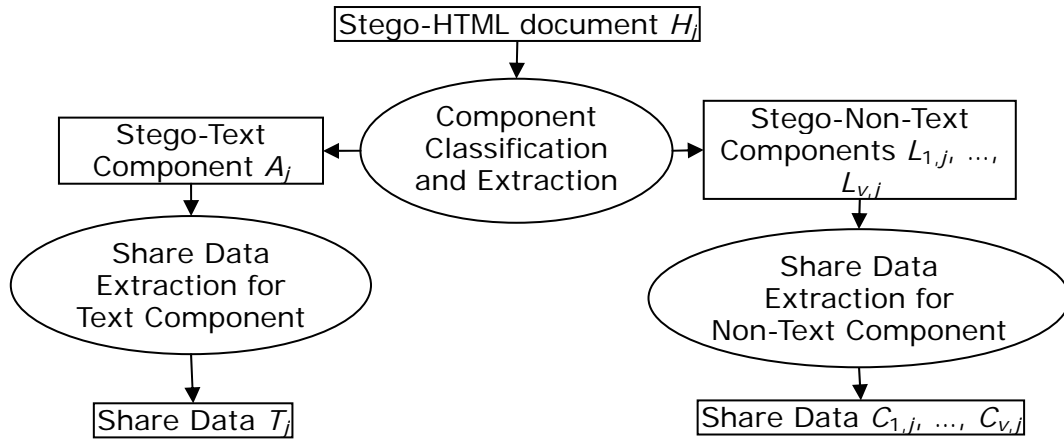 Stego-HTML document Hj
Component
Classification
and Extraction
Stego-Text
Component Aj
Stego-Non-Text
Components L1,j, ...,
Lv,j
Share Data
Extraction for
Text Component
Share Data
Extraction for
Non-Text Component
Share Data Tj
Share Data C1,j, ..., Cv,j